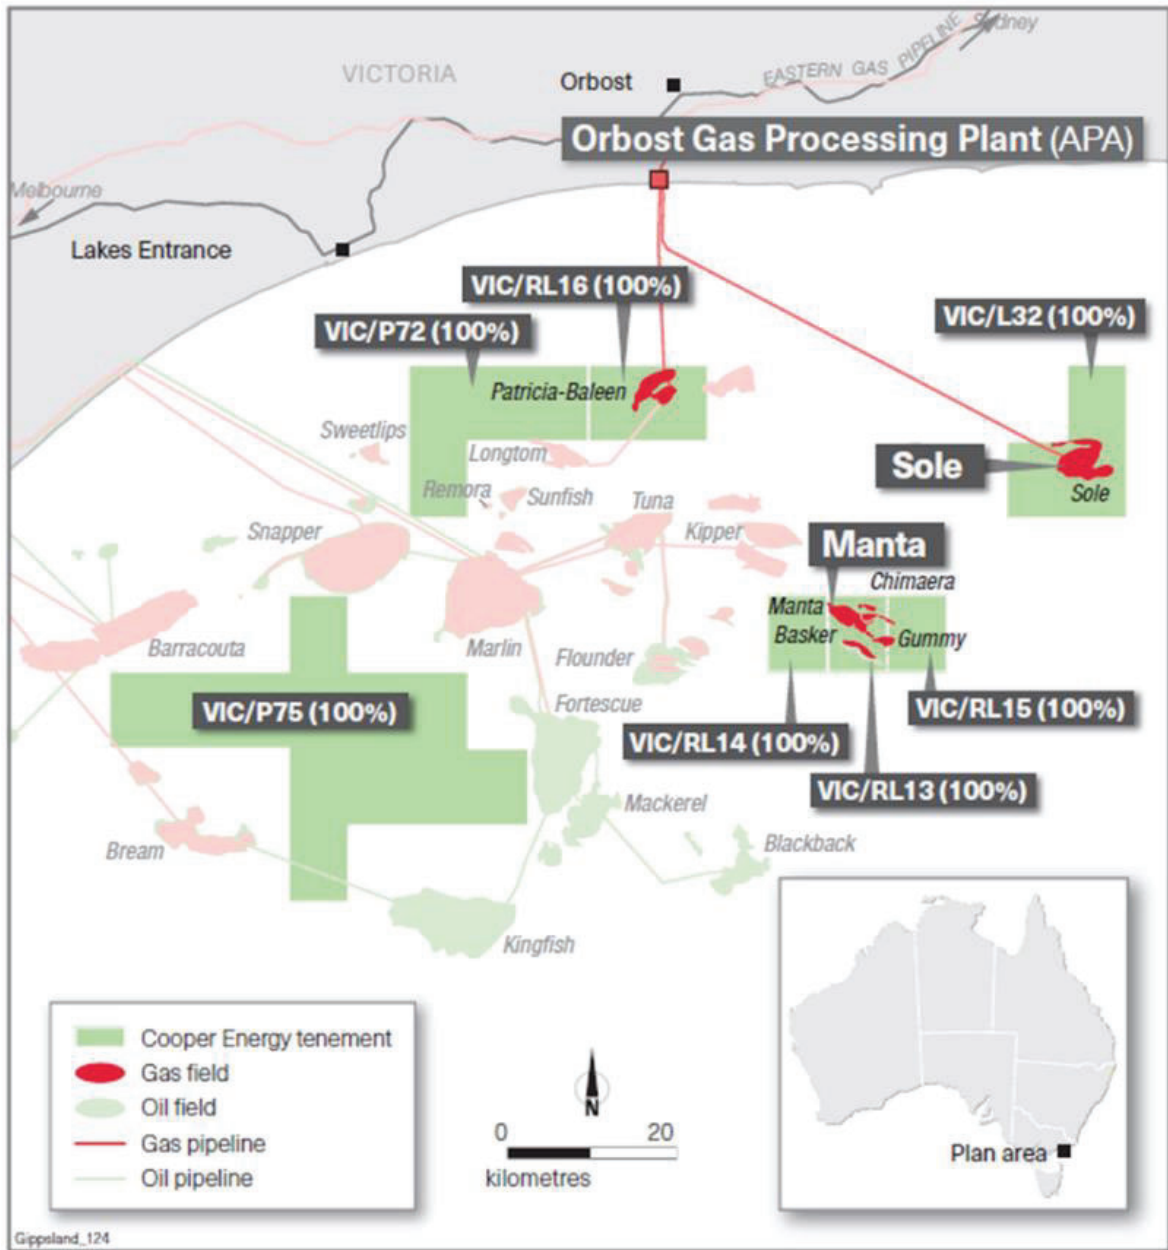 Sydney
EASTERN GAS PIPELINE
VICTORIA
Orbost
Orbost Gas Processing Plant (APA)
Melbourne
Lakes Entrance
VIC/RL16 (100%)
VIC/P72 (100%)
VIC/L32 (100%)
Patricia-Baleen
Sweetlips
Longtom
Sole
Remora
Sunfish
Sole
Tuna
Snapper
Kipper
Manta
Chimaera
Manta
Basker
Gummy
Barracouta
Marlin
Flounder
Fortescue
VIC/P75 (100%)
VIC/RL15 (100%)
VIC/RL14 (100%)
VIC/RL13 (100%)
Mackerel
Bream
Blackback
Kingfish
Cooper Energy tenement
Gas field
Oil field
Gas pipeline
Oil pipeline
N
0 20
kilometres
Plan area
Gippsland_124